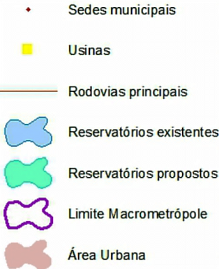 Sedes municipais
Usinas
Rodovias principais
Reservatórios existentes
Reservatórios propostos
Limite Macrometrópole
Área Urbana